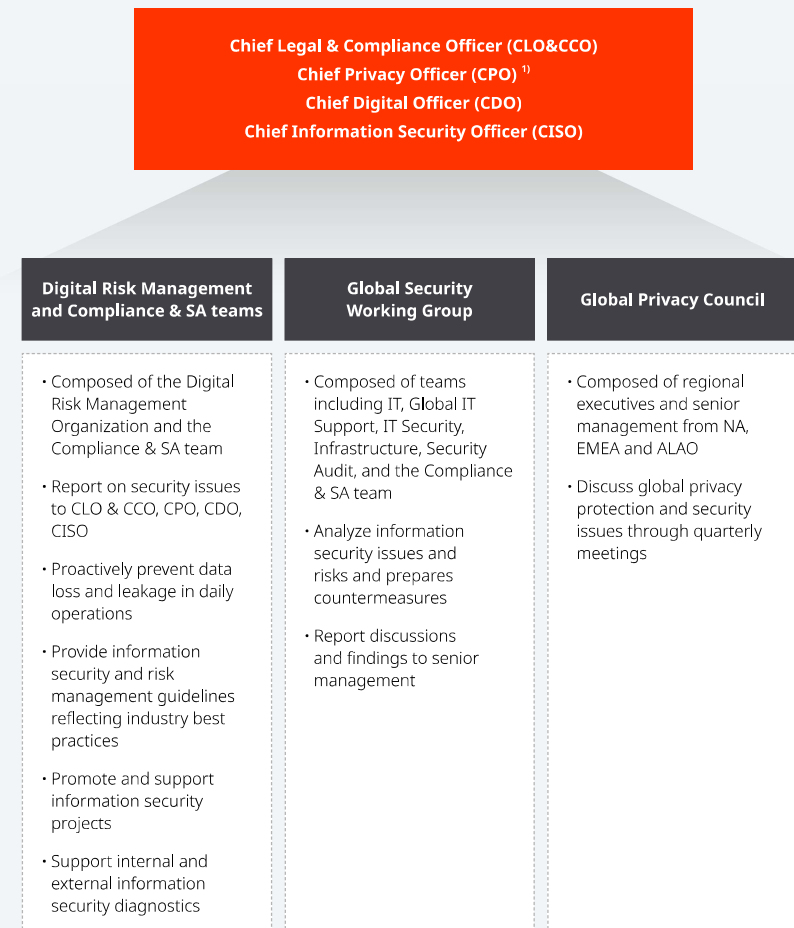 Chief Legal & Compliance Officer (CLO&CCO)
Chief Privacy Officer (CPO) 1)
Chief Digital Officer (CDO)
Chief Information Security Officer (CISO)
Digital Risk Management
and Compliance & SA teams
• Composed of the Digital
Risk Management
Organization and the
Compliance & SA team
• Report on security issues
to CLO & CCO, CPO, CDO,
CISO
• Proactively prevent data
loss and leakage in daily
operations
• Provide information
security and risk
management guidelines
reflecting industry best
practices
• Promote and support
information security
projects
• Support internal and
external information
security diagnostics
Global Security
Working Group
• Composed of teams
including IT, Global IT
Support, IT Security,
Infrastructure, Security
Audit, and the Compliance
& SA team
• Analyze information
security issues and
risks and prepares
countermeasures
• Report discussions
and findings to senior
management
Global Privacy Council
• Composed of regional
executives and senior
management from NA,
EMEA and ALAO
• Discuss global privacy
protection and security
issues through quarterly
meetings